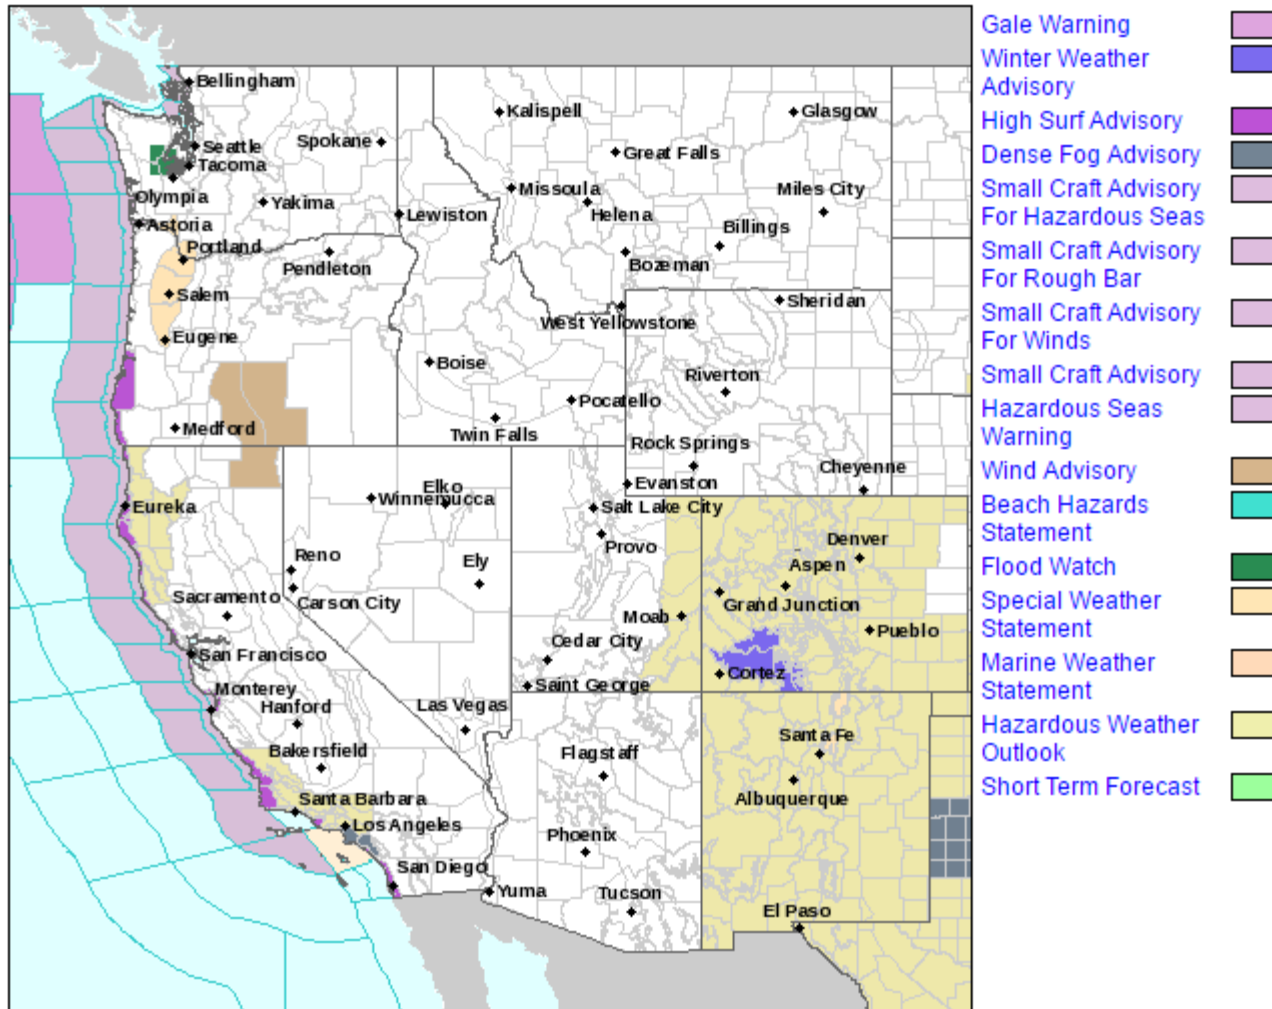 Bellingham
Seattle
Tacoma
Olympia
Astoria
Portland
Salem
Eugene
Medford
Spokane
Yakima
Pendleton
Lewiston
Kalispell
Glasgow
Great Falls
Missoula
Helena
Miles City
Billings
Bozeman
West Yellowstone
Sheridan
Boise
Pocatello
Twin Falls
Riverton
Rock Springs
Evanston
Cheyenne
Eureka
Elko
Winnemucca
Reno
Carson City
Ely
Salt Lake City
Provo
Moab
Cedar City
Saint George
Denver
Aspen
Grand Junction
Pueblo
Cortez
Sacramento
San Francisco
Monterey
Hanford
Bakersfield
Las Vegas
Santa Barbara
Los Angeles
San Diego
Yuma
Flagstaff
Phoenix
Tucson
Santa Fe
Albuquerque
El Paso
Gale Warning
Winter Weather
Advisory
High Surf Advisory
Dense Fog Advisory
Small Craft Advisory
For Hazardous Seas
Small Craft Advisory
For Rough Bar
Small Craft Advisory
For Winds
Small Craft Advisory
Hazardous Seas
Warning
Wind Advisory
Beach Hazards
Statement
Flood Watch
Special Weather
Statement
Marine Weather
Statement
Hazardous Weather
Outlook
Short Term Forecast